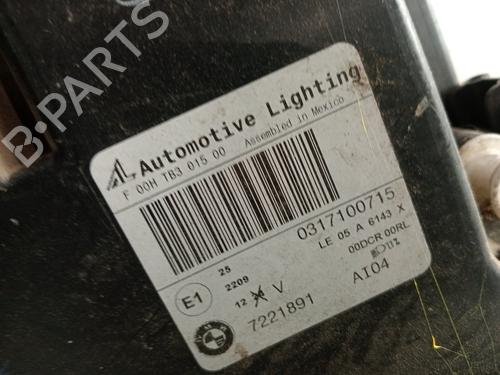 Automotive Lighting
F 00H TB3 015 00 Assembled in Mexico
0317100715
LE 05 A 6143 X
00DCR 00RL
25
2209
E1
12 V
AI04
7221891
B-PARTS